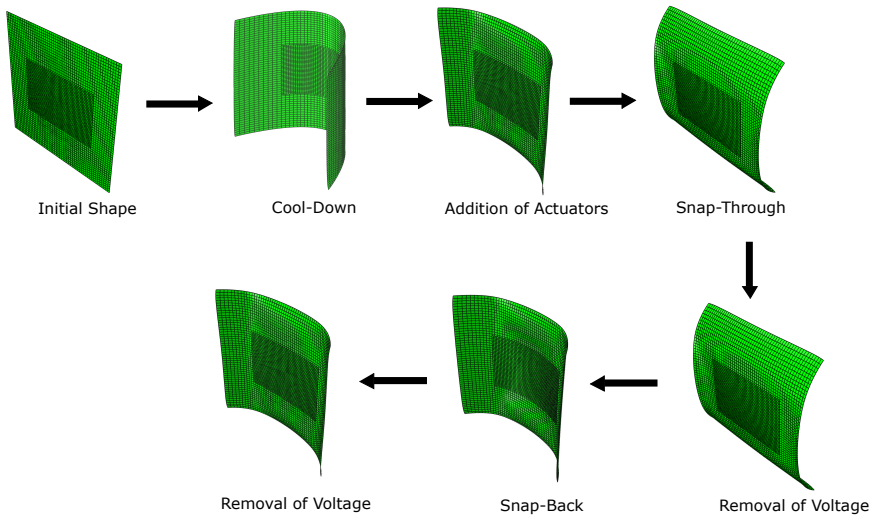 Initial Shape
Cool-Down
Addition of Actuators
Snap-Through
Removal of Voltage
Snap-Back
Removal of Voltage